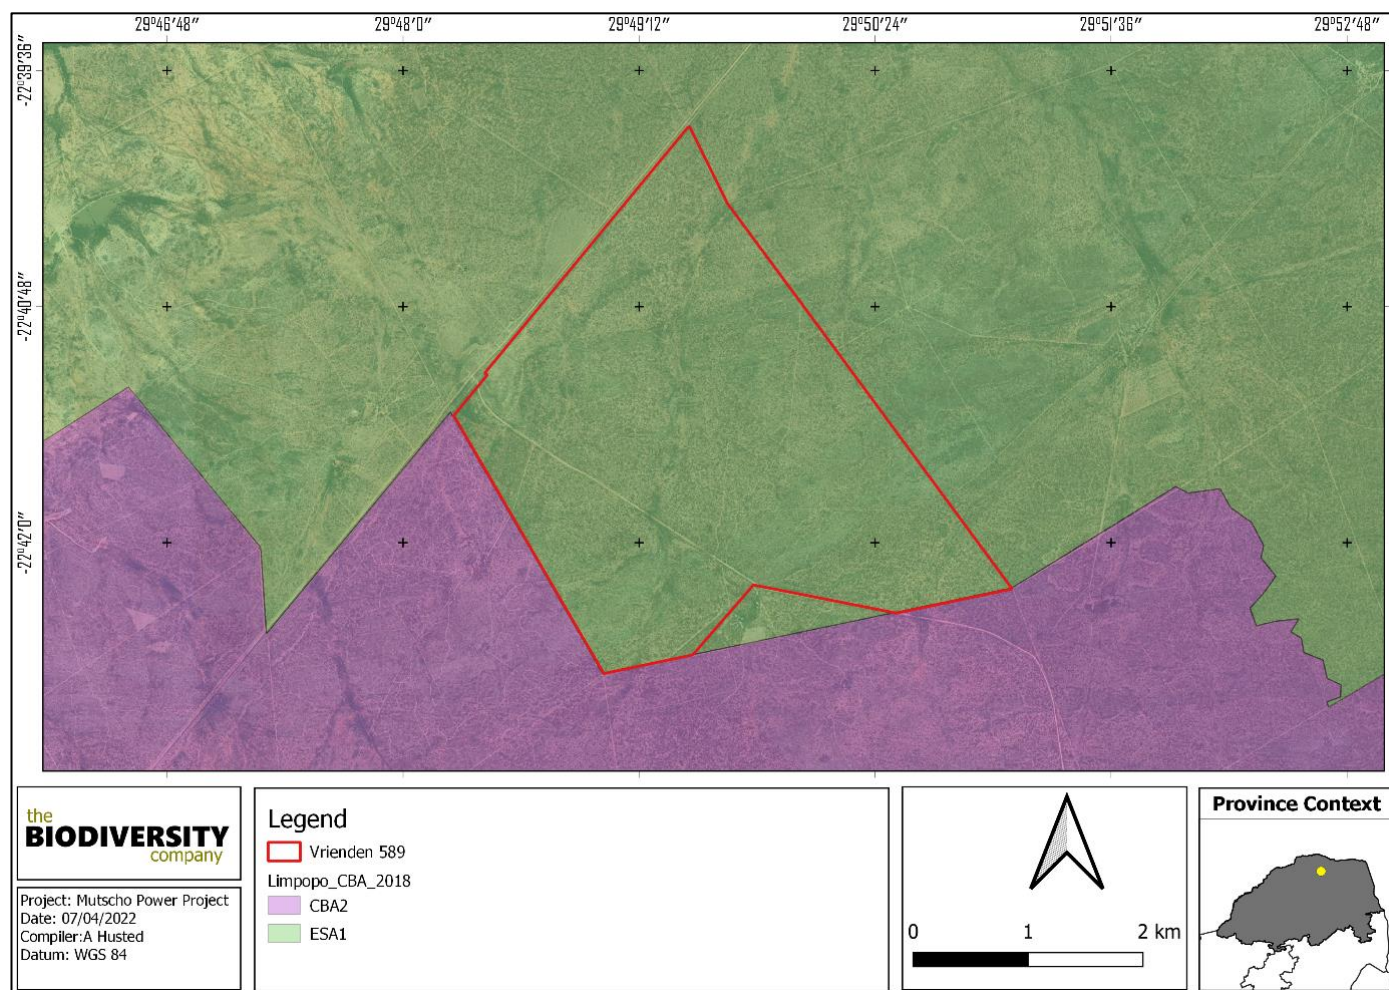 29°46′48″ 29°48′0″ 29°49′12″ 29°50′24″ 29°51′36″ 29°52′48″
-22°39′36″
-22°40′48″
-22°42′0″
the
BIODIVERSITY
company
Project: Mutscho Power Project
Date: 07/04/2022
Compiler:A Husted
Datum: WGS 84
Legend
Vrienden 589
Limpopo_CBA_2018
CBA2
ESA1
0 1 2 km
Province Context